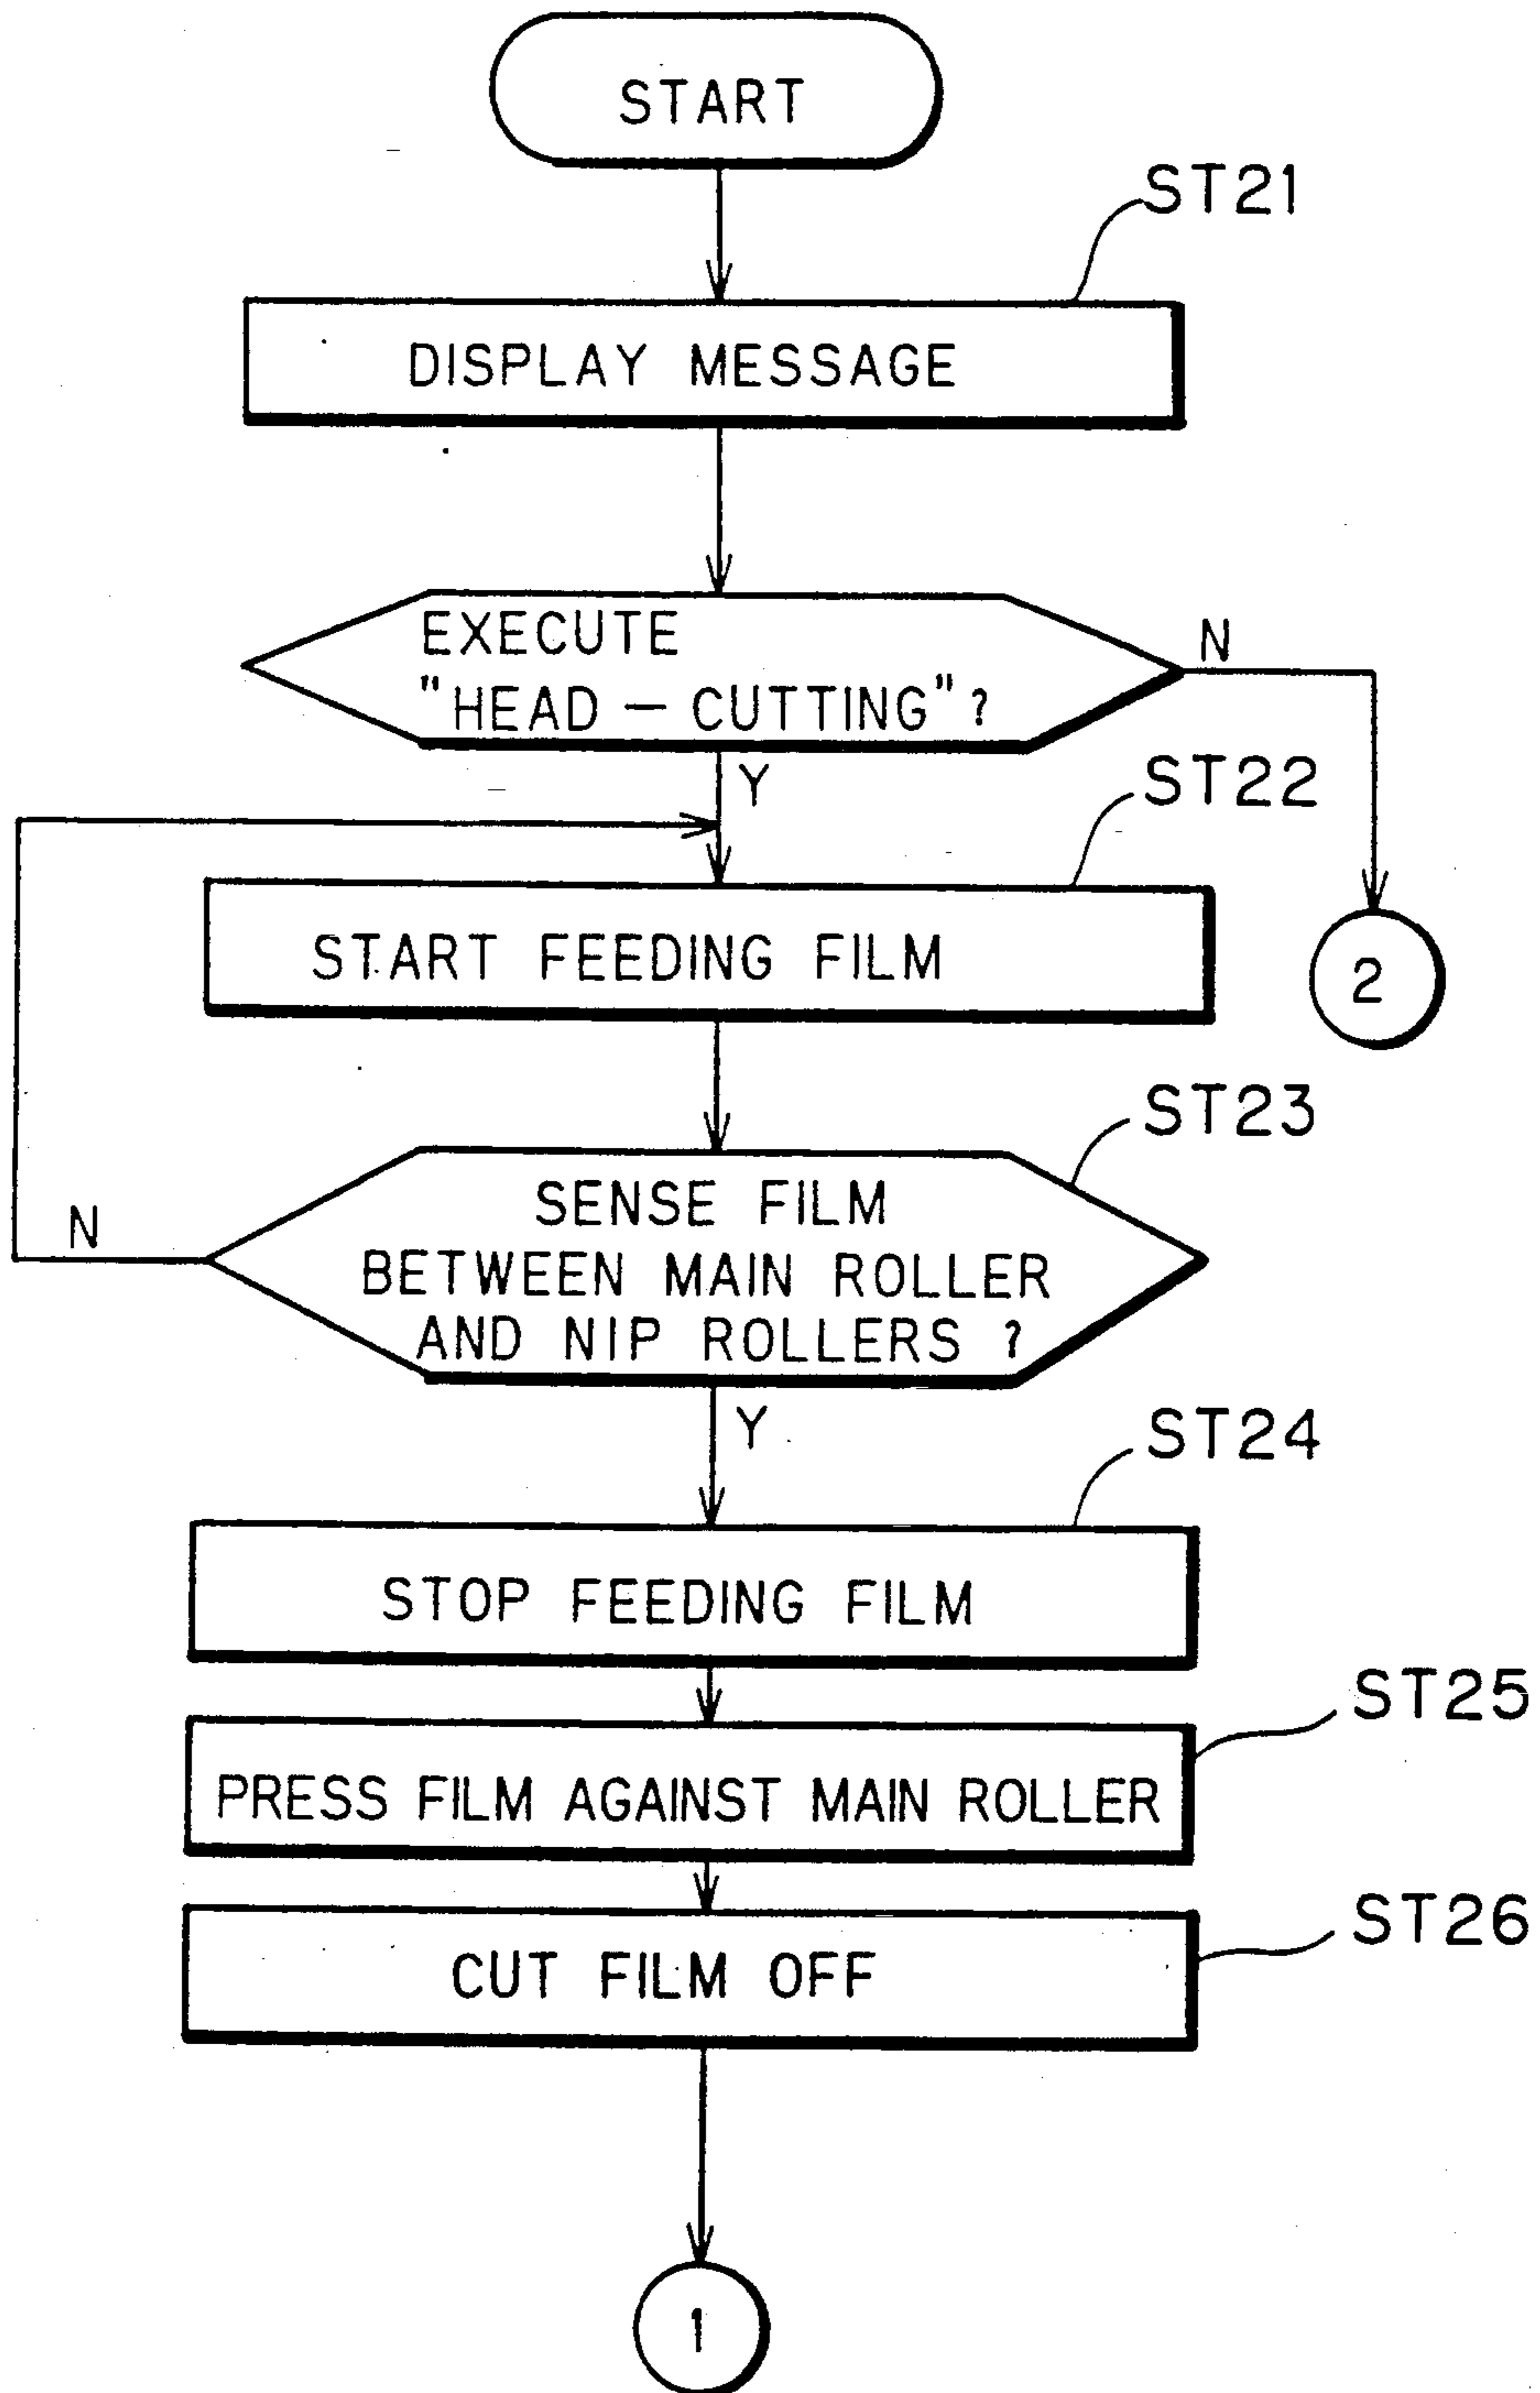 START
ST21
DISPLAY MESSAGE
EXECUTE
"HEAD — CUTTING"?
N
Y
ST22
START FEEDING FILM
2
ST23
SENSE FILM
BETWEEN MAIN ROLLER
AND NIP ROLLERS ?
N
Y
ST24
STOP FEEDING FILM
ST25
PRESS FILM AGAINST MAIN ROLLER
ST26
CUT FILM OFF
1